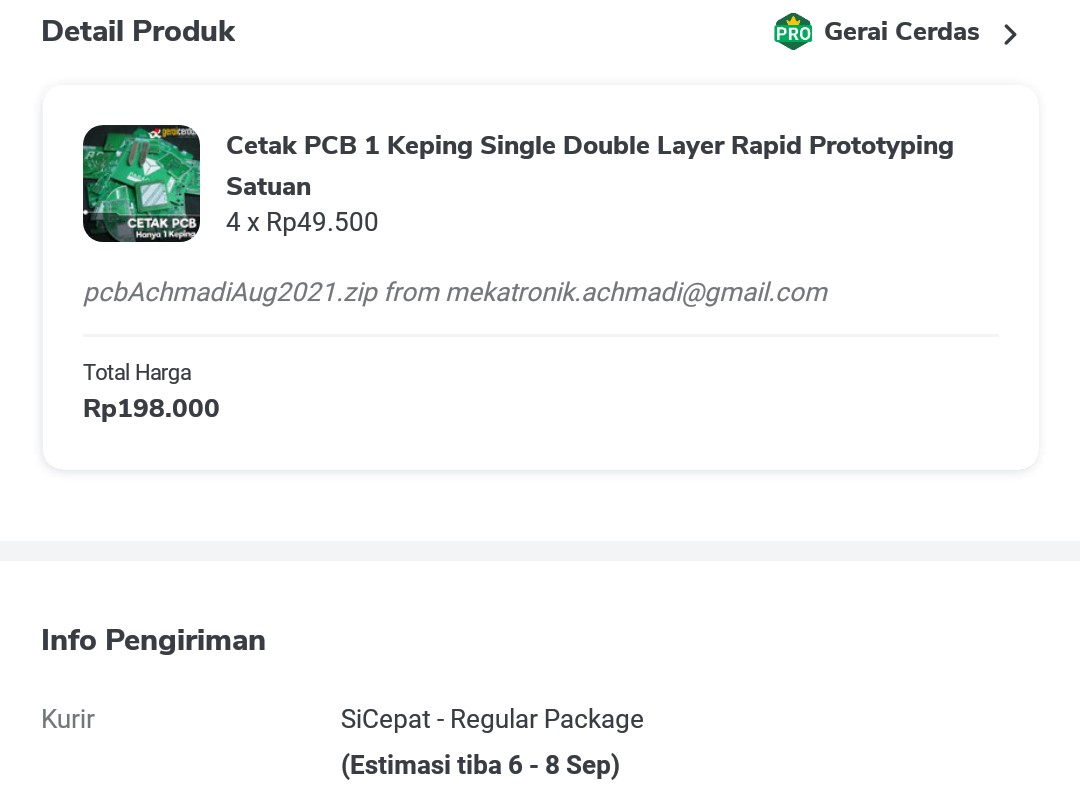 Detail Produk
PRO Gerai Cerdas
geraicerdas
CETAK PCB
Hanya 1 Keping
Cetak PCB 1 Keping Single Double Layer Rapid Prototyping
Satuan
4 x Rp49.500
pcbAchmadiAug2021.zip from mekatronik.achmadi@gmail.com
Total Harga
Rp198.000
Info Pengiriman
Kurir
SiCepat - Regular Package
(Estimasi tiba 6 - 8 Sep)